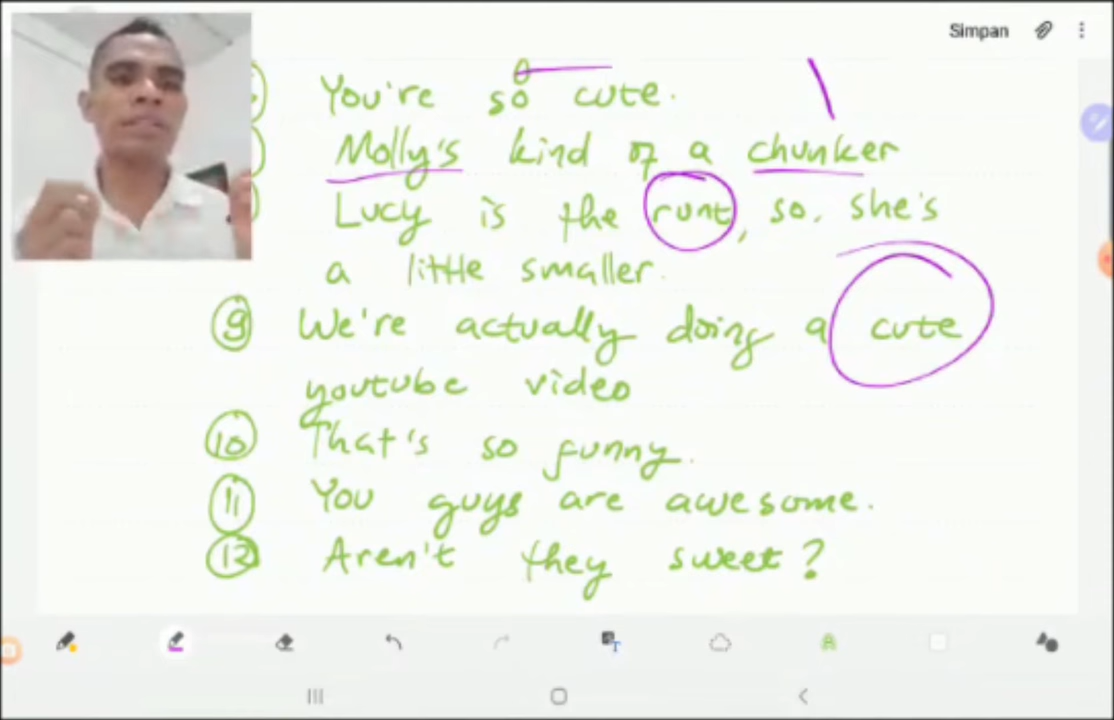 Simpan
You're so cute.
Molly's kind of a chunker
Lucy is the runt, so, she's
a little smaller.
9 We're actually doing a cute
youtube video
10 That's so funny.
11 You guys are awesome.
12 Aren't they sweet?